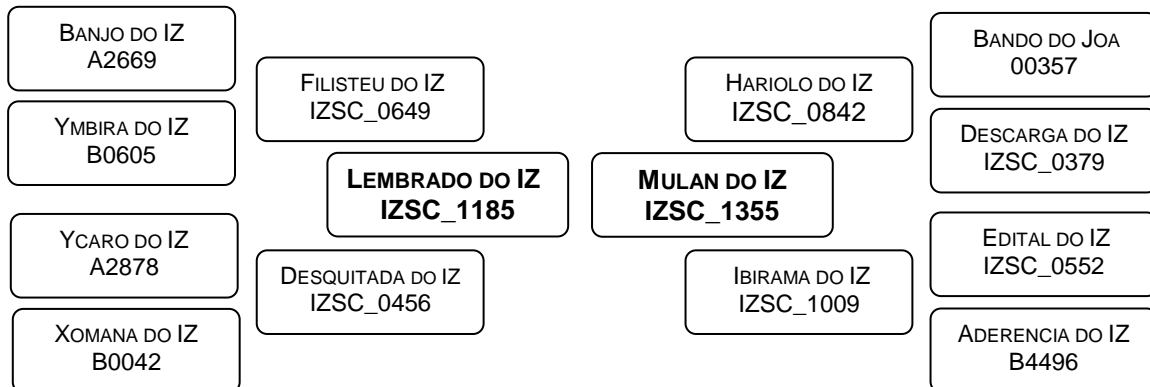 BANJO DO IZ
A2669
YMBIRA DO IZ
B0605
YCARO DO IZ
A2878
XOMANA DO IZ
B0042
FILISTEU DO IZ
IZSC_0649
DESQUITADA DO IZ
IZSC_0456
LEMBRADO DO IZ
IZSC_1185
MULAN DO IZ
IZSC_1355
HARIOLO DO IZ
IZSC_0842
IBIRAMA DO IZ
IZSC_1009
BANDO DO JOA
00357
DESCARGA DO IZ
IZSC_0379
EDITAL DO IZ
IZSC_0552
ADERENCIA DO IZ
B4496